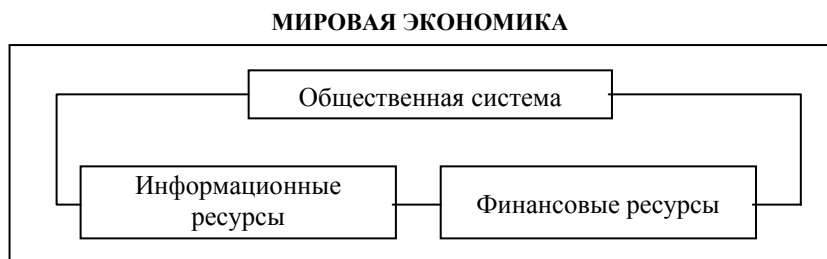 МИРОВАЯ ЭКОНОМИКА
Общественная система
Информационные
ресурсы
Финансовые ресурсы